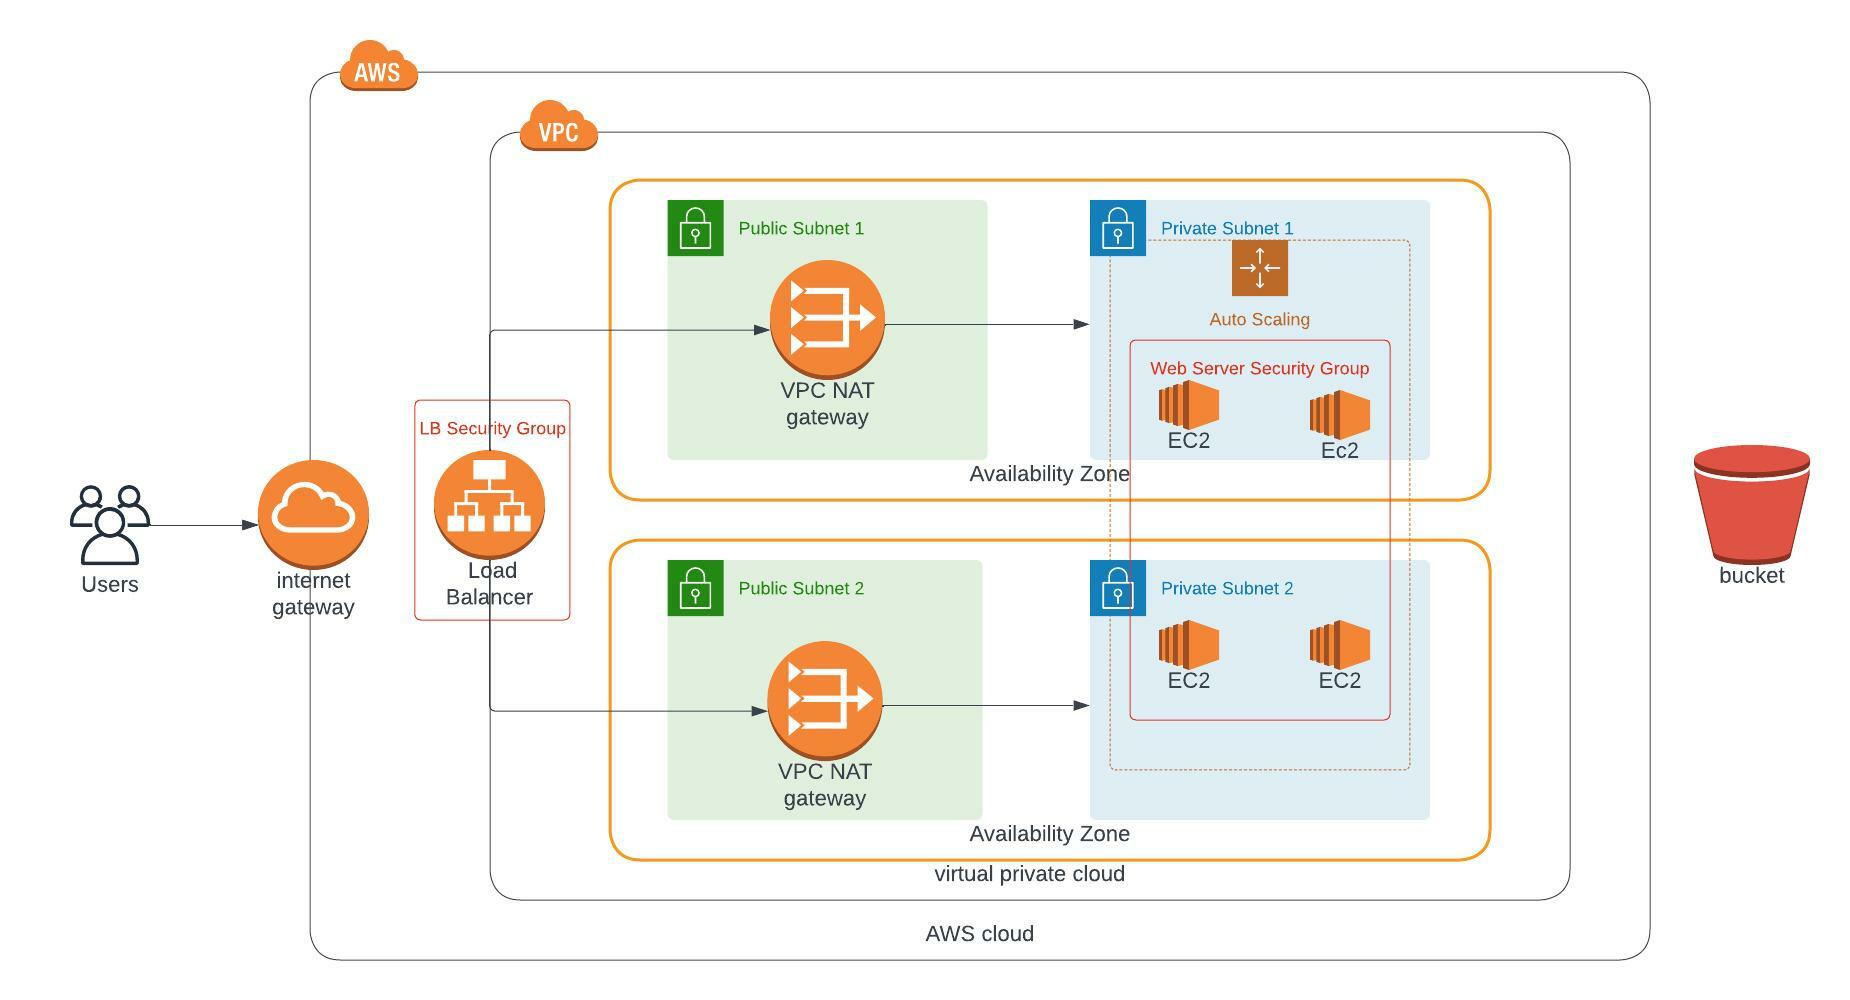 AWS
VPC
Public Subnet 1
Private Subnet 1
Auto Scaling
Web Server Security Group
VPC NAT
gateway
EC2
Ec2
LB Security Group
Availability Zone
Users
internet
gateway
Load
Balancer
bucket
Public Subnet 2
Private Subnet 2
EC2
EC2
VPC NAT
gateway
Availability Zone
virtual private cloud
AWS cloud